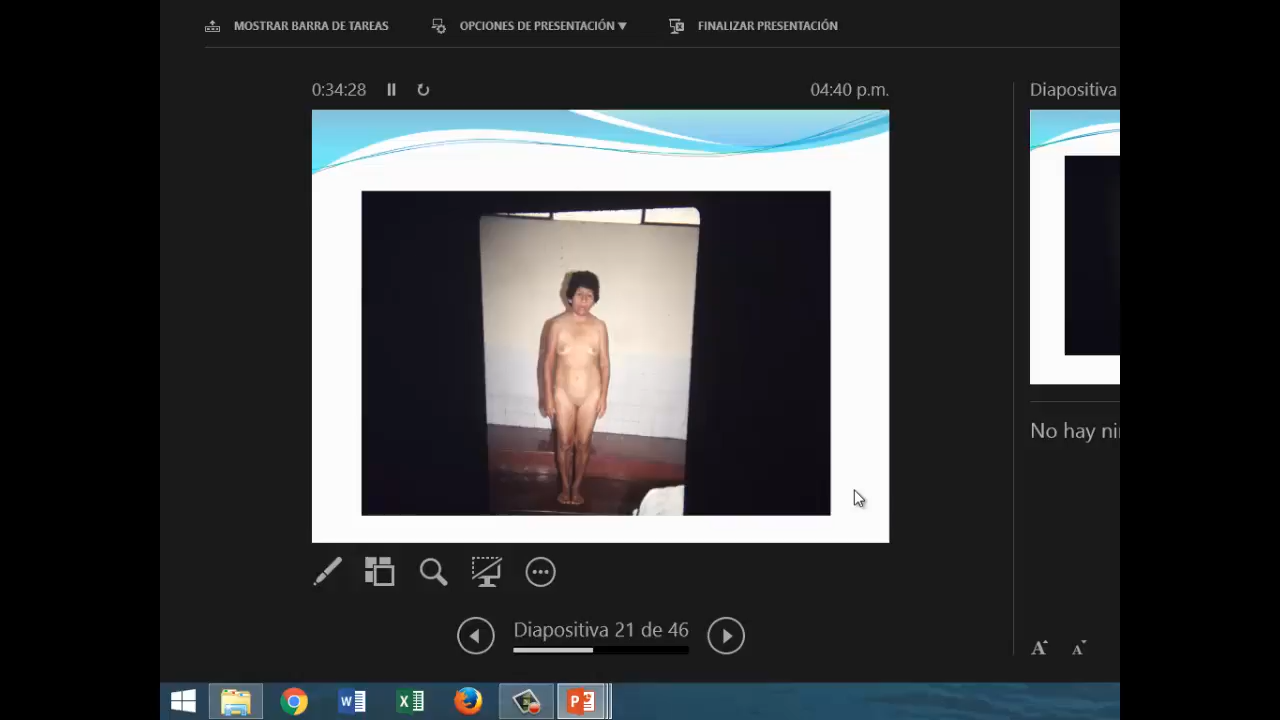 MOSTRAR BARRA DE TAREAS OPCIONES DE PRESENTACIÓN ▼ FINALIZAR PRESENTACIÓN
0:34:28 04:40 p.m. Diapositiva
No hay
Diapositiva 21 de 46
A A